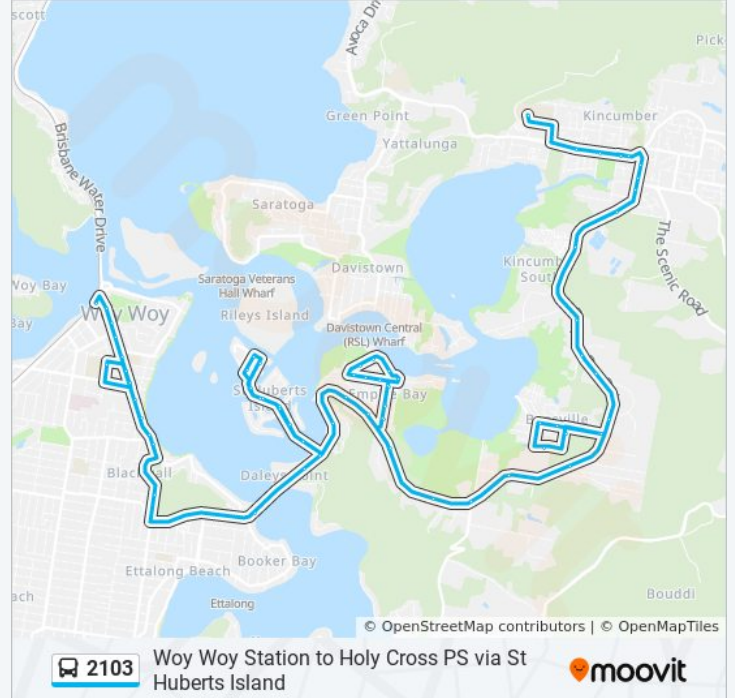 scott
Avoca Dri
Pick
Green Point
Kincumber
Yattalunga
Brisbane Water Drive
Saratoga
The Scenic Road
Davistown
Kincumb
South
Saratoga Veterans
Hall Wharf
Woy Bay
Rileys Island
Woy Woy
Bay
Davistown Central
(RSL) Wharf
St Huberts
Island
Empire Bay
Bensville
Blackwall
Daleys Point
Booker Bay
Ettalong Beach
Bouddi
ach
Ettalong
© OpenStreetMap contributors | © OpenMapTiles
2103
Woy Woy Station to Holy Cross PS via St
Huberts Island
moovit